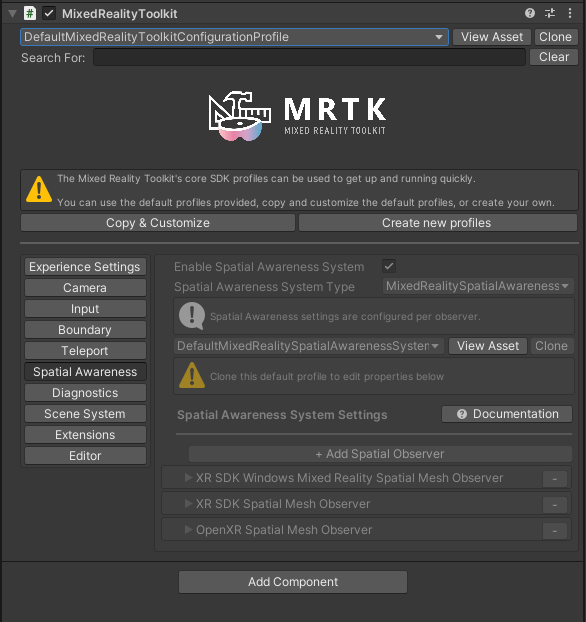 MixedRealityToolkit
DefaultMixedRealityToolkitConfigurationProfile
View Asset
Clone
Search For:
Clear
MRTK
MIXED REALITY TOOLKIT
The Mixed Reality Toolkit's core SDK profiles can be used to get up and running quickly.
You can use the default profiles provided, copy and customize the default profiles, or create your own.
Copy & Customize
Create new profiles
Experience Settings
Camera
Input
Boundary
Teleport
Spatial Awareness
Diagnostics
Scene System
Extensions
Editor
Enable Spatial Awareness System
Spatial Awareness System Type
MixedRealitySpatialAwareness
Spatial Awareness settings are configured per observer.
DefaultMixedRealitySpatialAwarenessSystem
View Asset
Clone
Clone this default profile to edit properties below
Spatial Awareness System Settings
Documentation
+ Add Spatial Observer
XR SDK Windows Mixed Reality Spatial Mesh Observer
-
XR SDK Spatial Mesh Observer
-
OpenXR Spatial Mesh Observer
-
Add Component